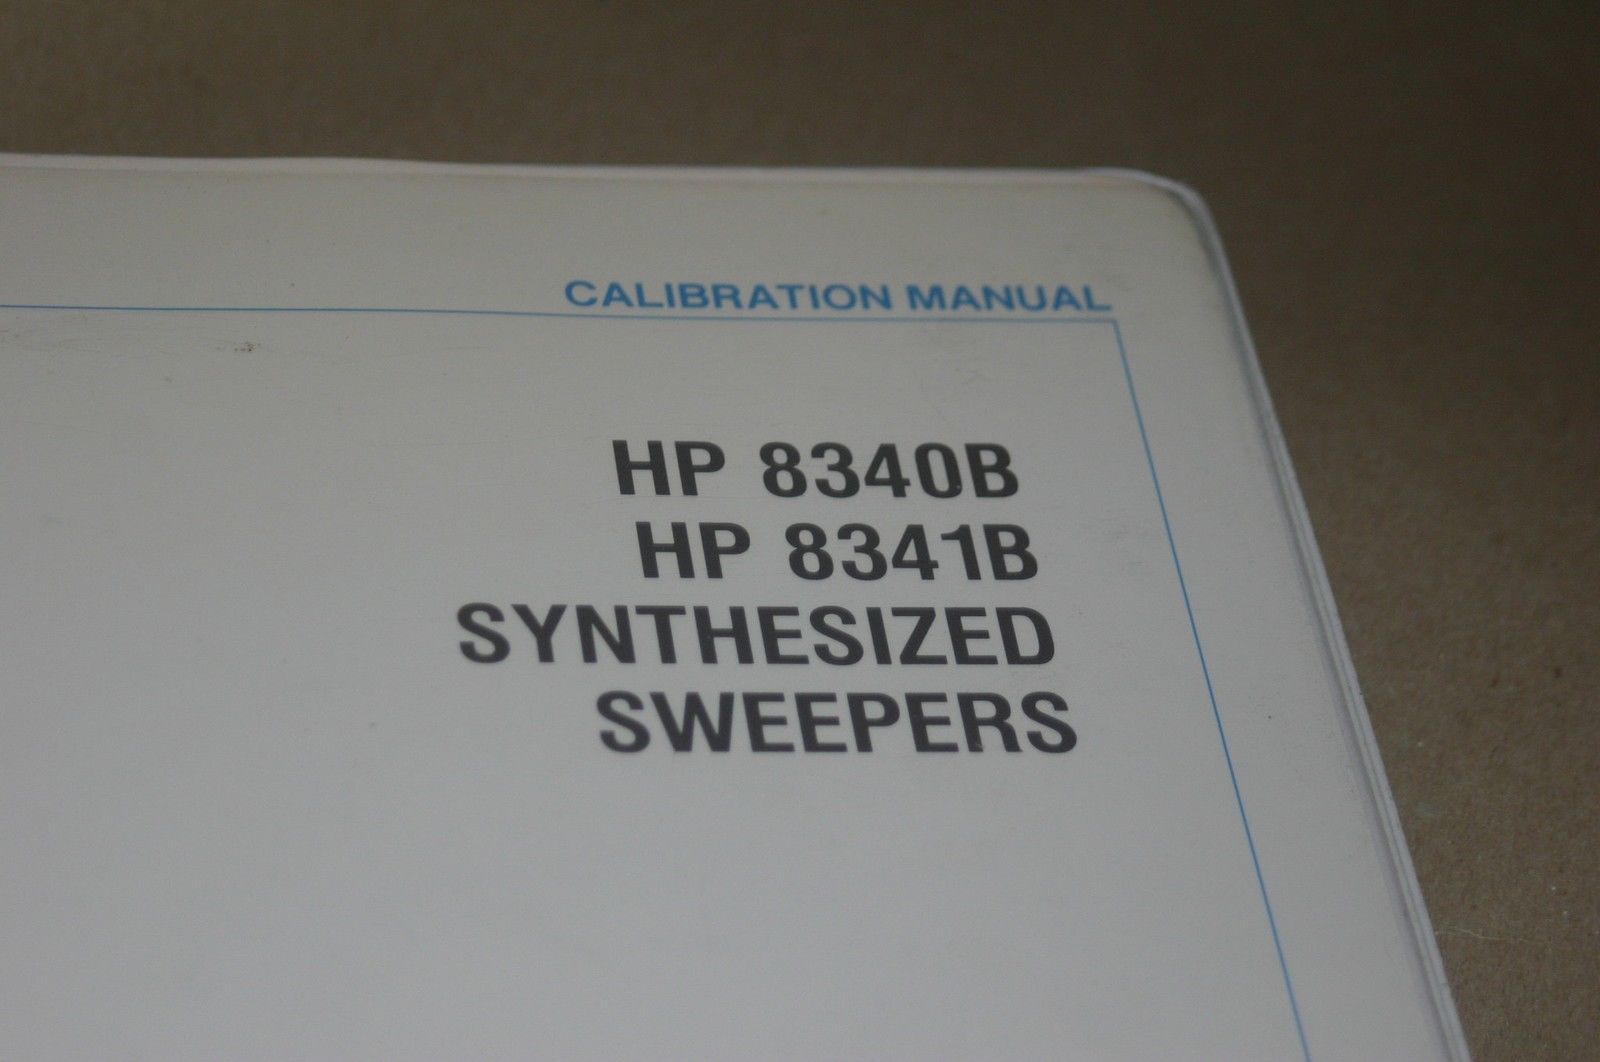 CALIBRATION MANUAL
HP 8340B
HP 8341B
SYNTHESIZED
SWEEPERS